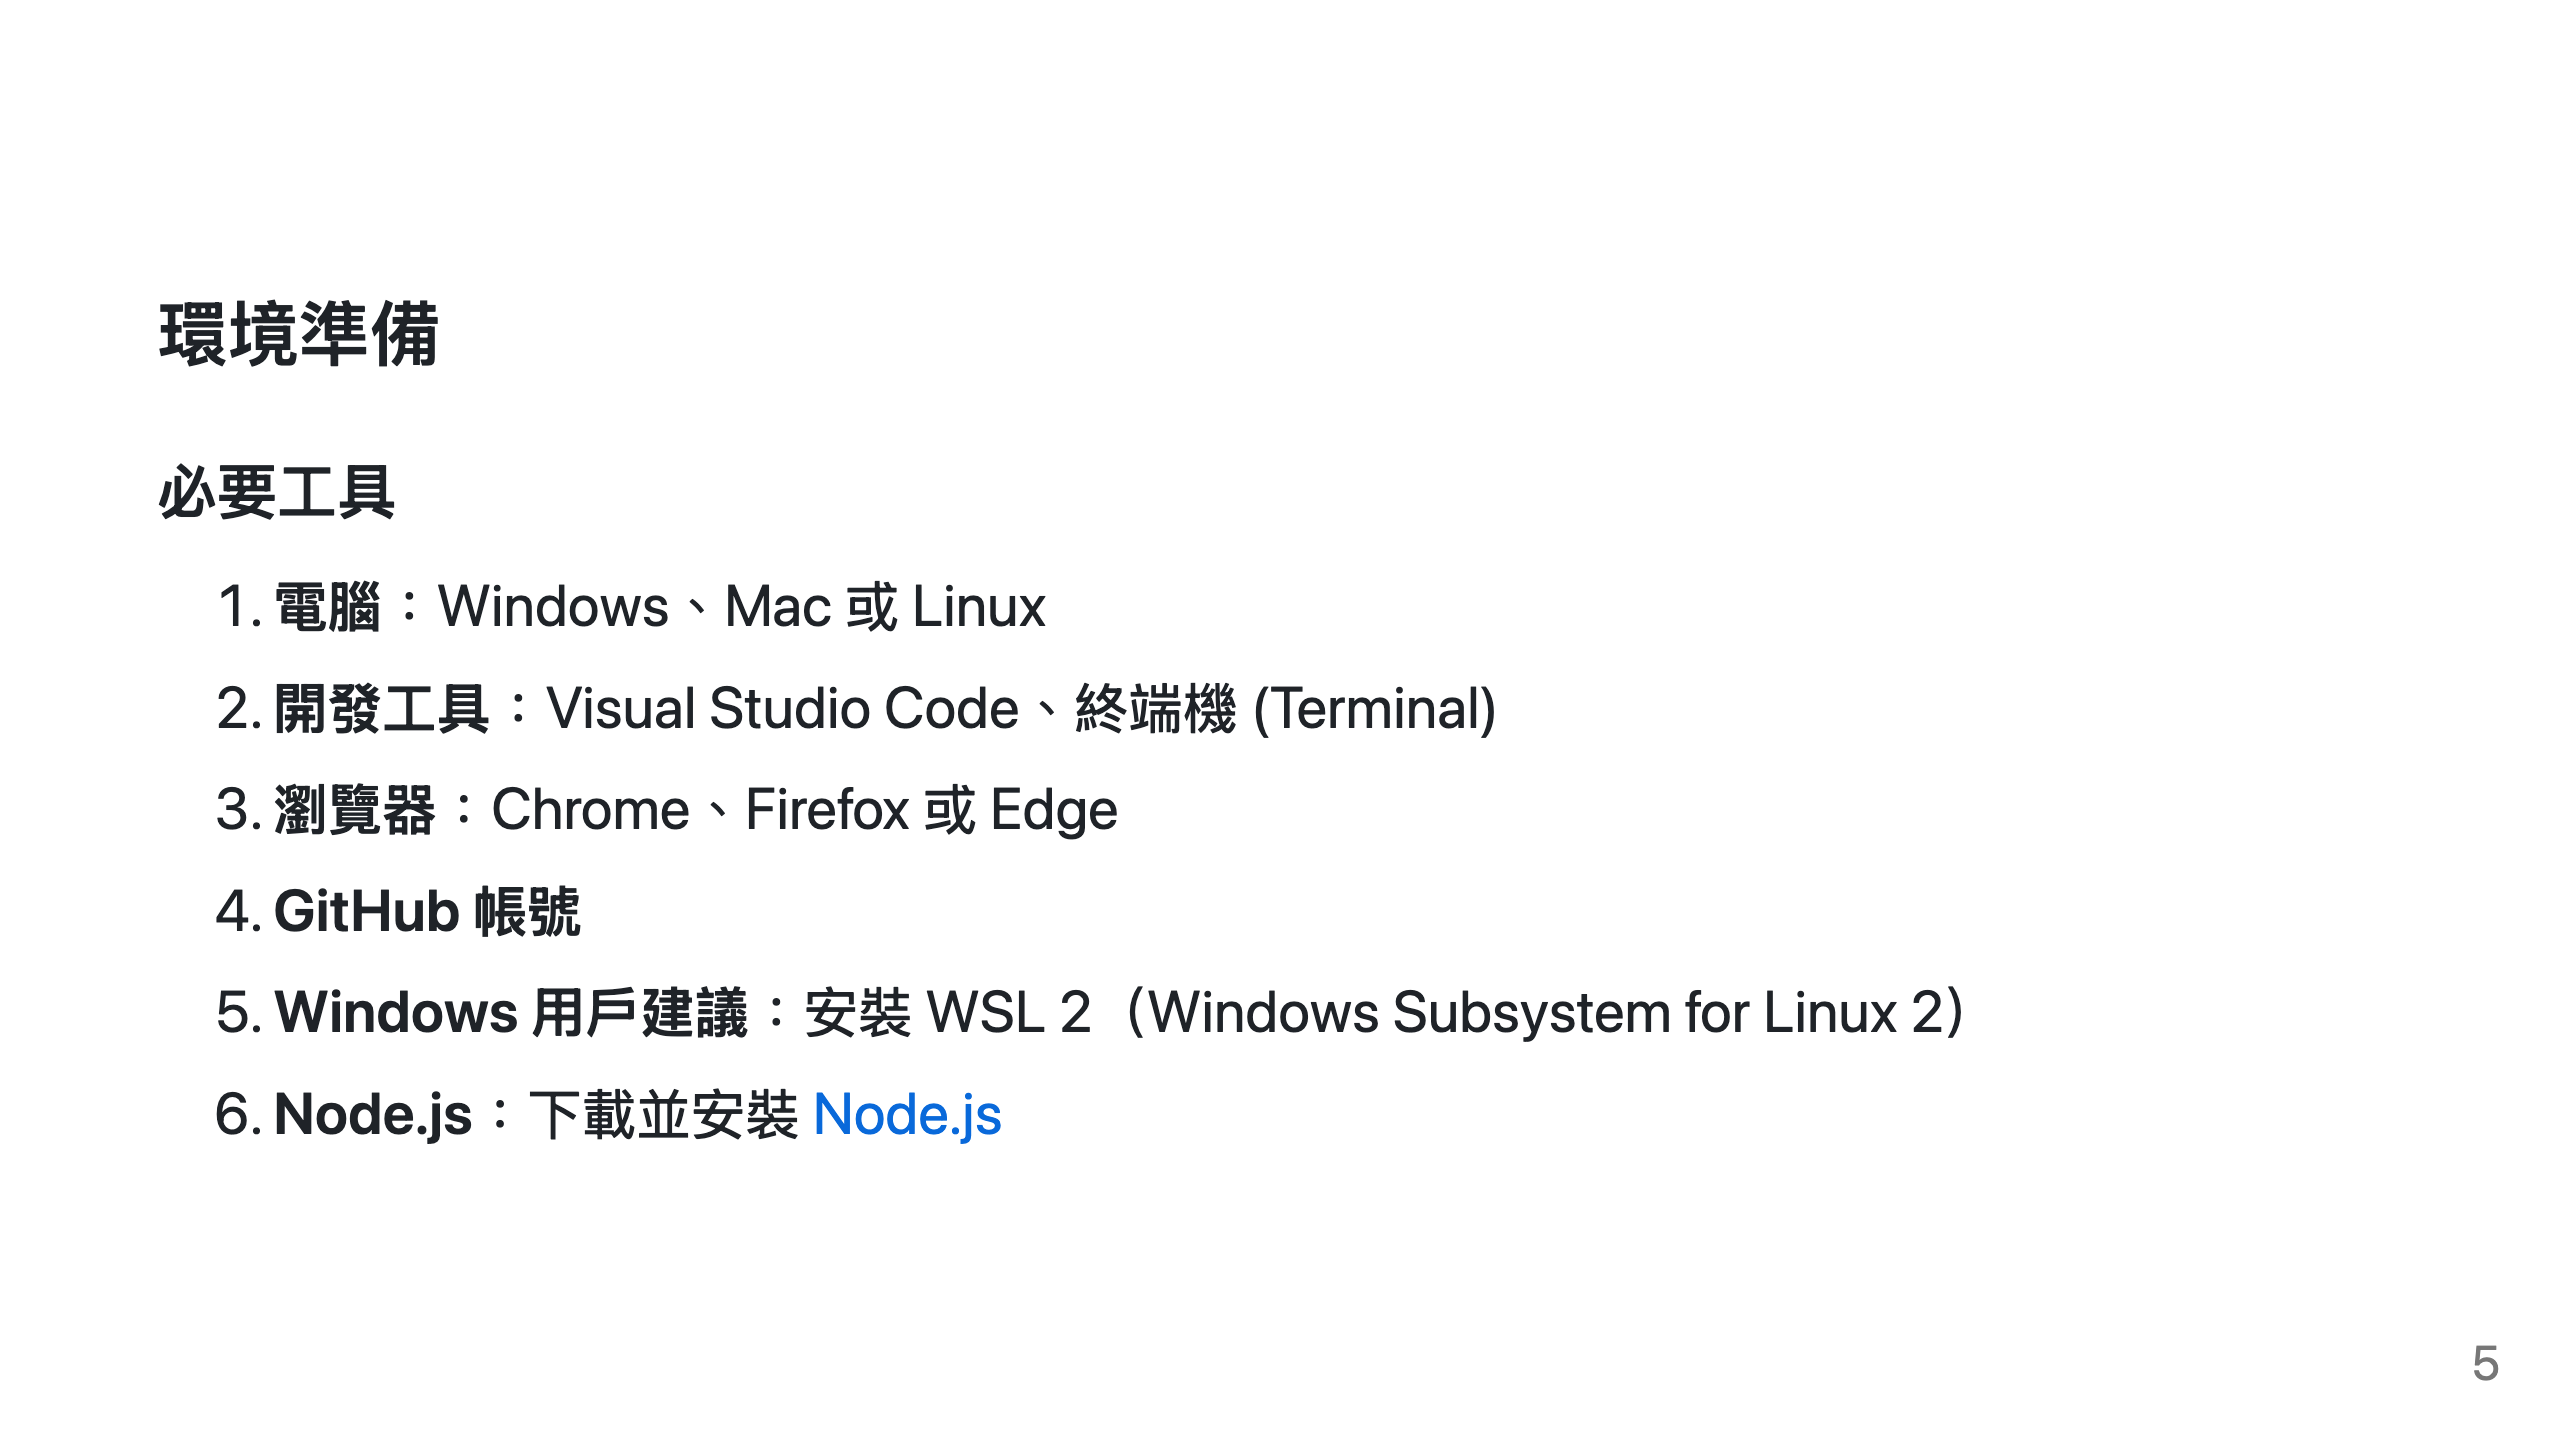 環境準備
必要工具
1. 電腦：Windows、Mac 或 Linux
2. 開發工具：Visual Studio Code、終端機 (Terminal)
3. 瀏覽器：Chrome、Firefox 或 Edge
4. GitHub 帳號
5. Windows 用戶建議：安裝 WSL 2（Windows Subsystem for Linux 2）
6. Node.js：下載並安裝 Node.js
5